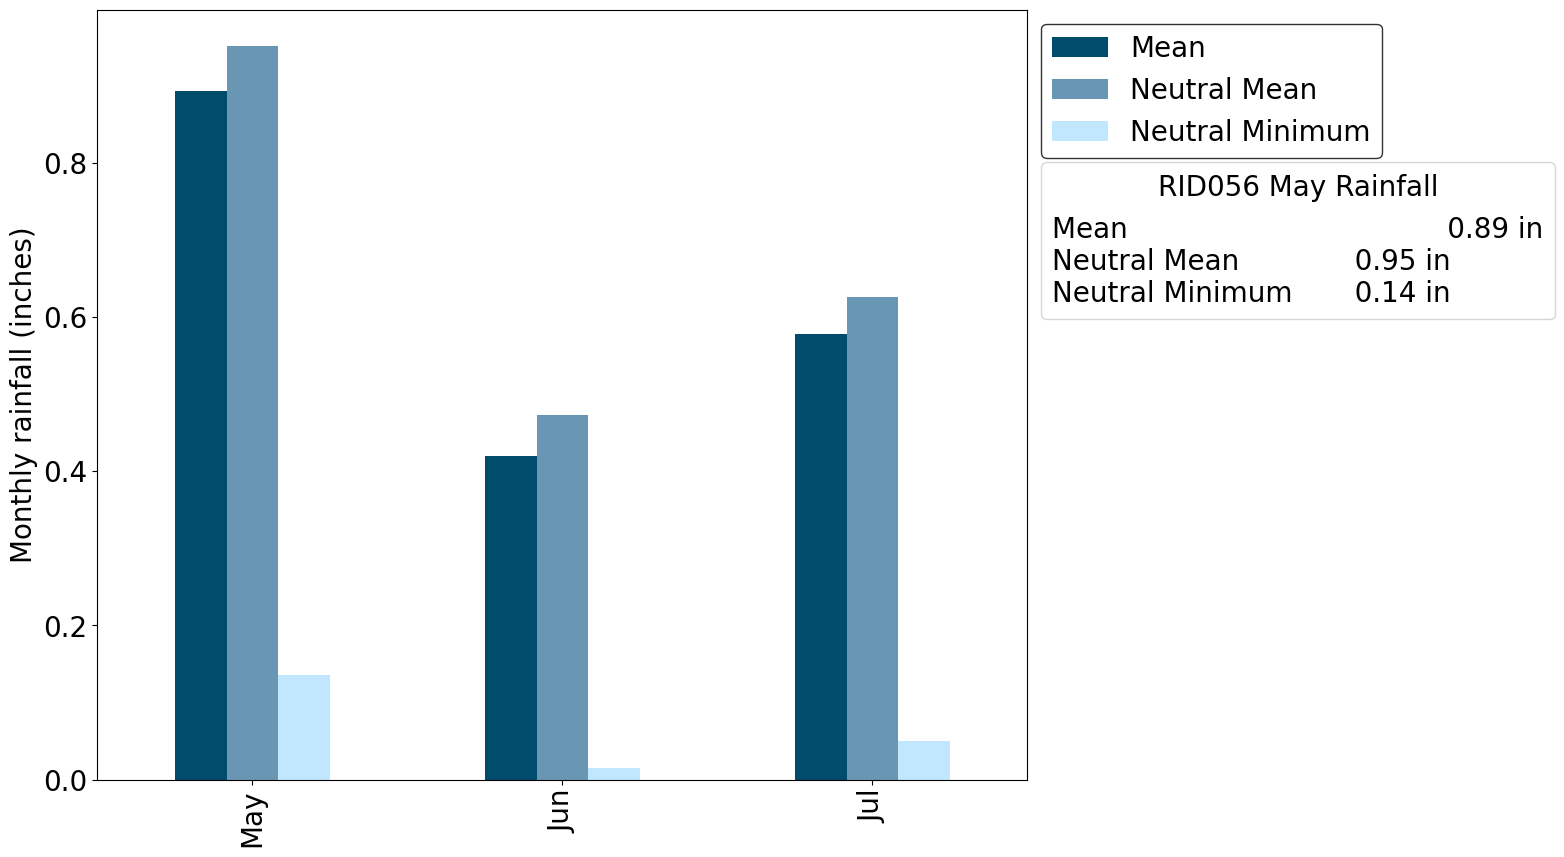 Monthly rainfall (inches)
0.8
0.6
0.4
0.2
0.0
May
Jun
Jul
Mean
Neutral Mean
Neutral Minimum
RID056 May Rainfall
Mean 0.89 in
Neutral Mean 0.95 in
Neutral Minimum 0.14 in